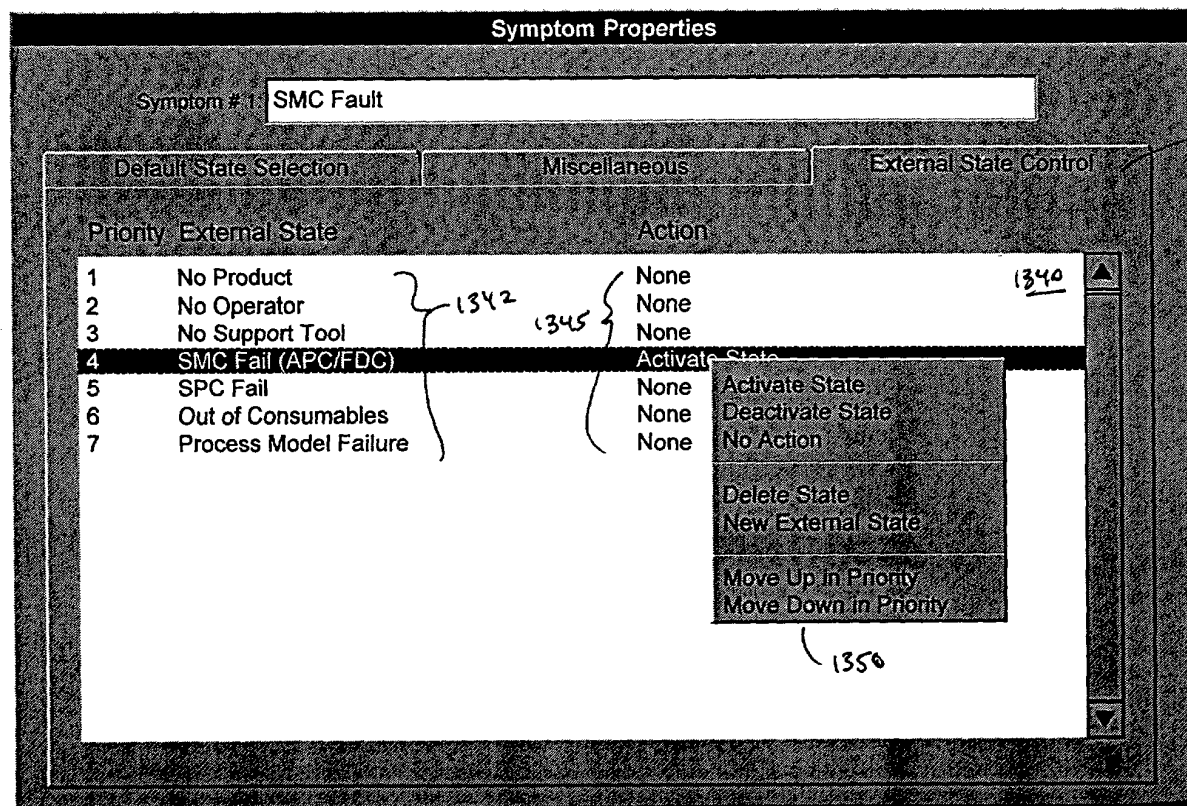 Symptom Properties
Symptom # 1: SMC Fault
Default State Selection Miscellaneous External State Control
Priority External State Action
1 No Product None 1340
2 No Operator 1342 None
3 No Support Tool 1345 None
4 SMC Fail (APC/FDC) Activate State
5 SPC Fail None
6 Out of Consumables None
7 Process Model Failure None
Activate State
Deactivate State
No Action
Delete State
New External State
Move Up in Priority
Move Down in Priority
1350